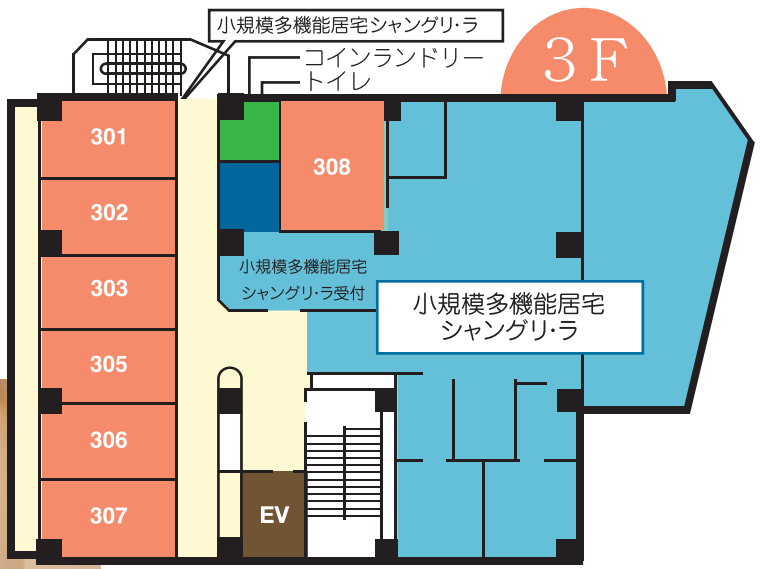 小規模多機能居宅シャングリ・ラ
コインランドリー
トイレ
3F
301
302
303
305
306
307
308
小規模多機能居宅
シャングリ・ラ受付
小規模多機能居宅
シャングリ・ラ
EV